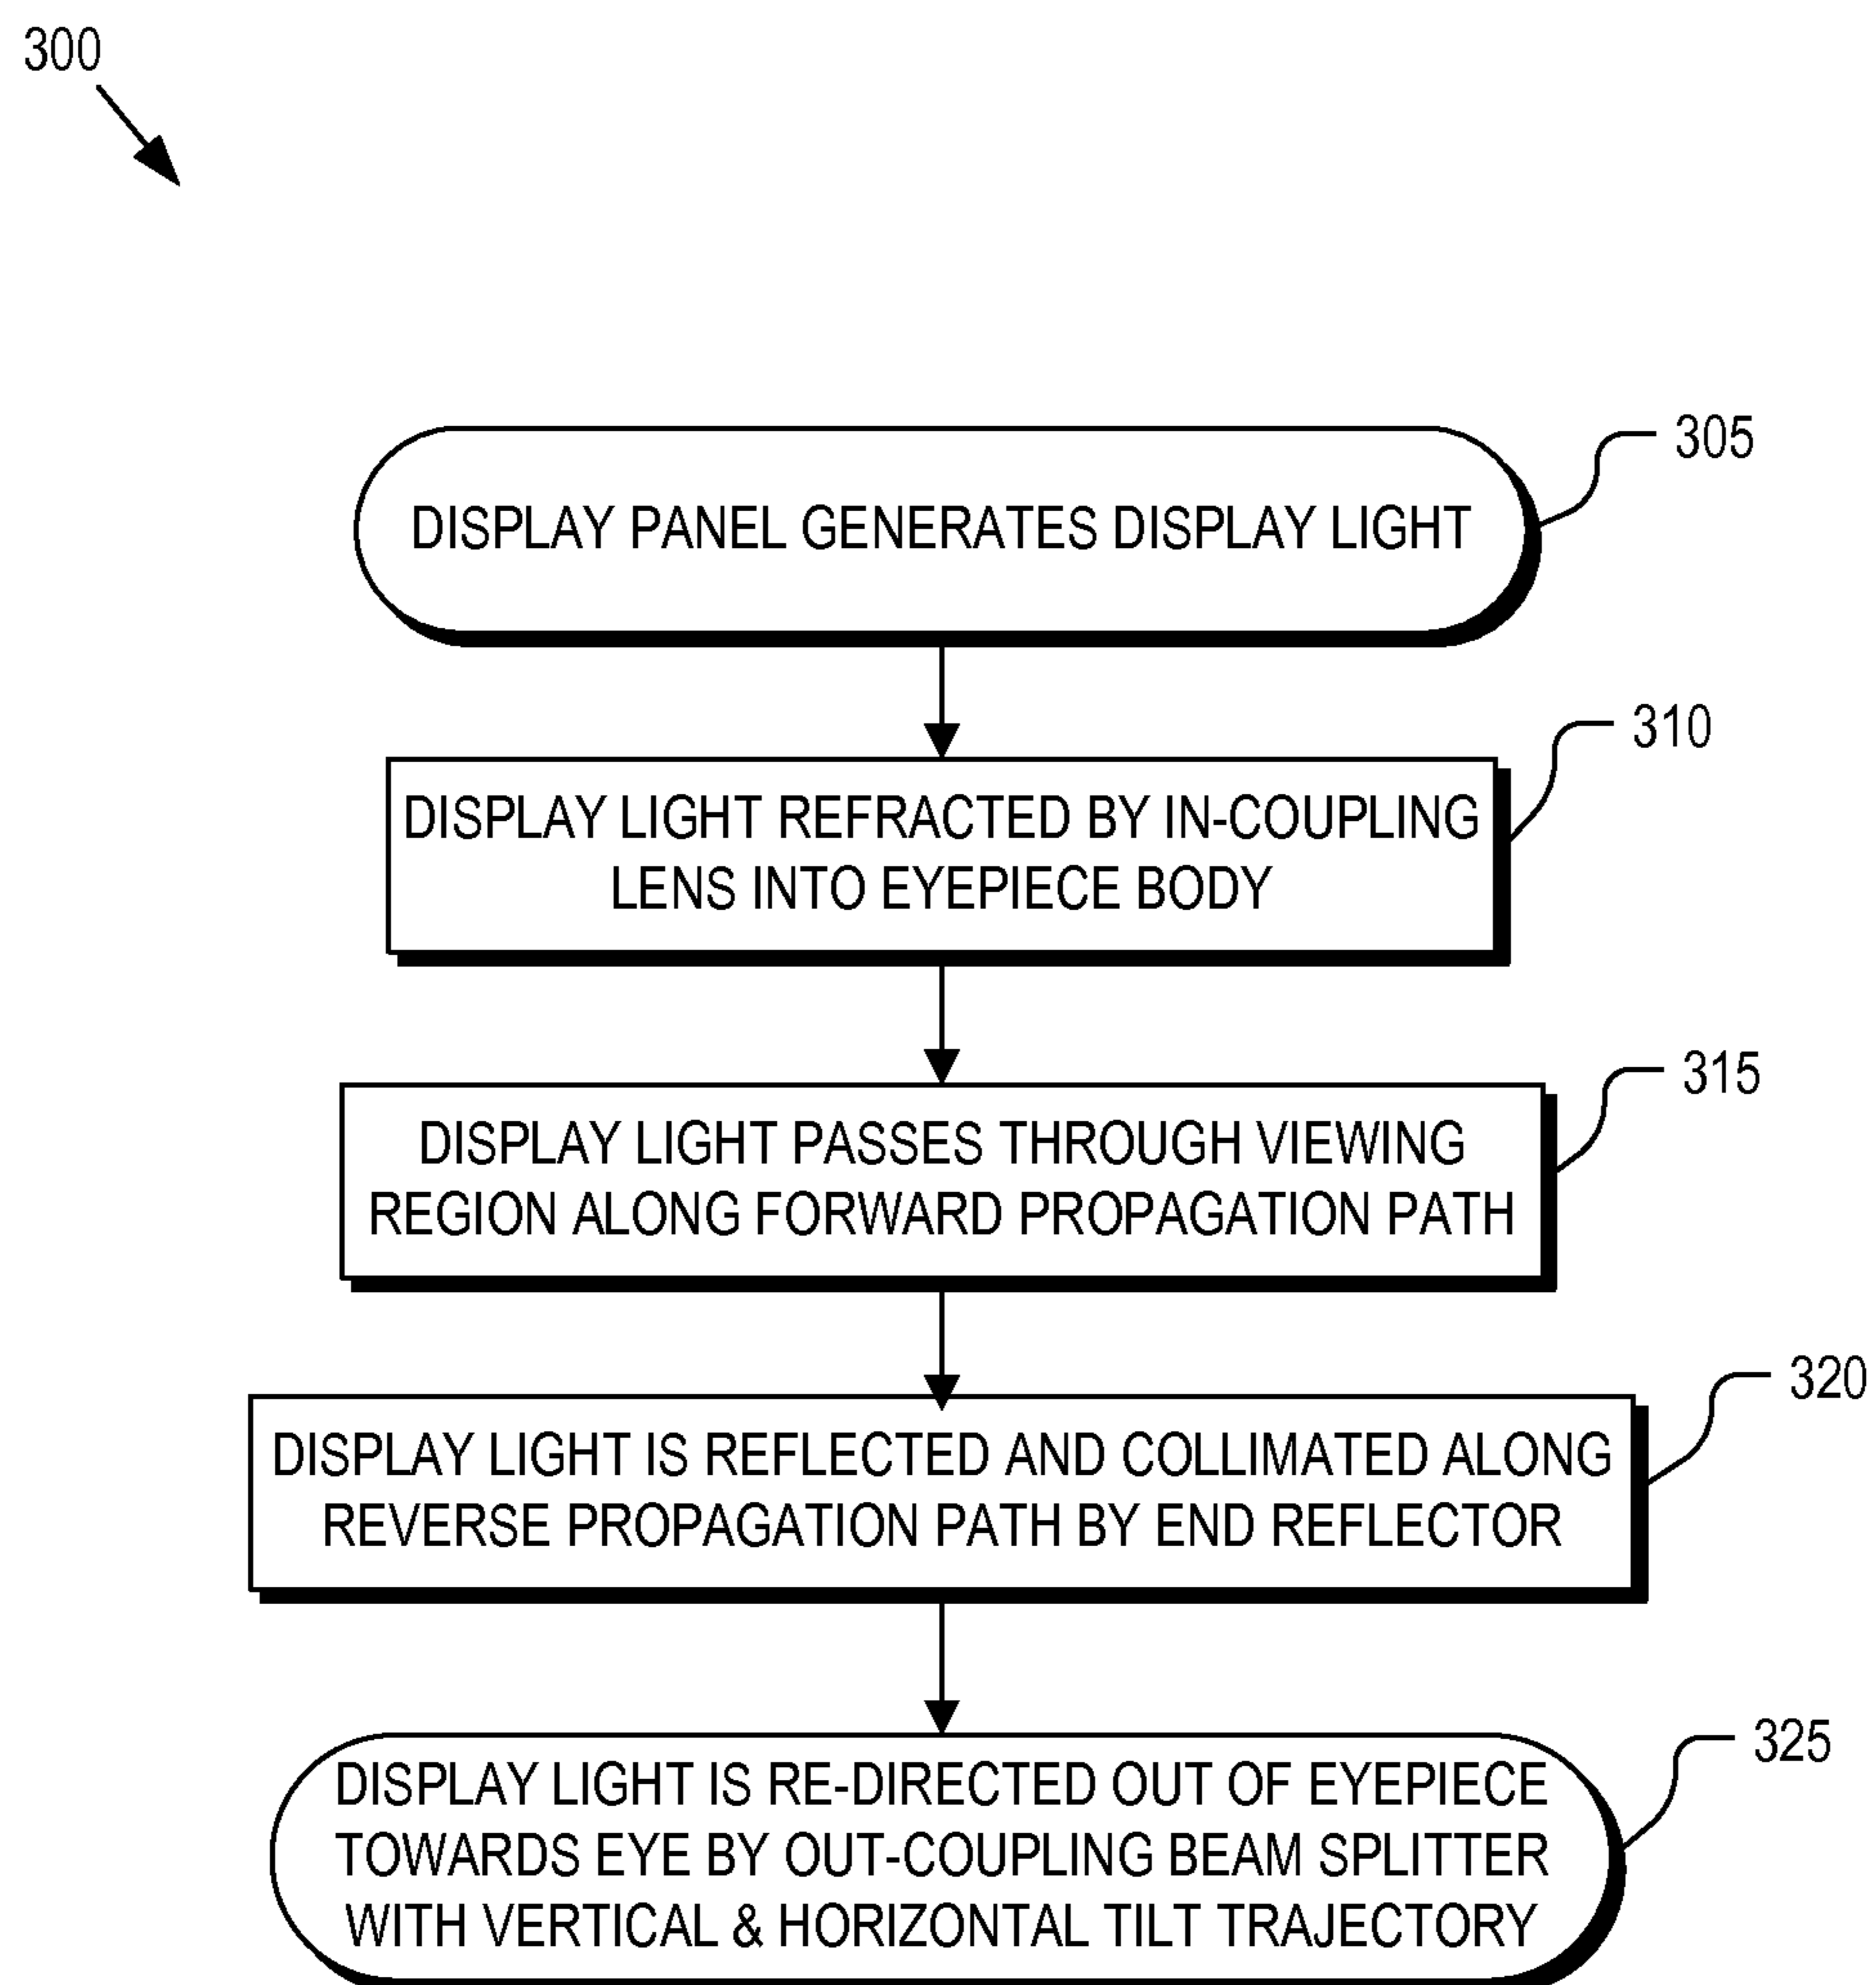 300
305
DISPLAY PANEL GENERATES DISPLAY LIGHT
310
DISPLAY LIGHT REFRACTED BY IN-COUPLING
LENS INTO EYEPIECE BODY
315
DISPLAY LIGHT PASSES THROUGH VIEWING
REGION ALONG FORWARD PROPAGATION PATH
320
DISPLAY LIGHT IS REFLECTED AND COLLIMATED ALONG
REVERSE PROPAGATION PATH BY END REFLECTOR
325
DISPLAY LIGHT IS RE-DIRECTED OUT OF EYEPIECE
TOWARDS EYE BY OUT-COUPLING BEAM SPLITTER
WITH VERTICAL & HORIZONTAL TILT TRAJECTORY